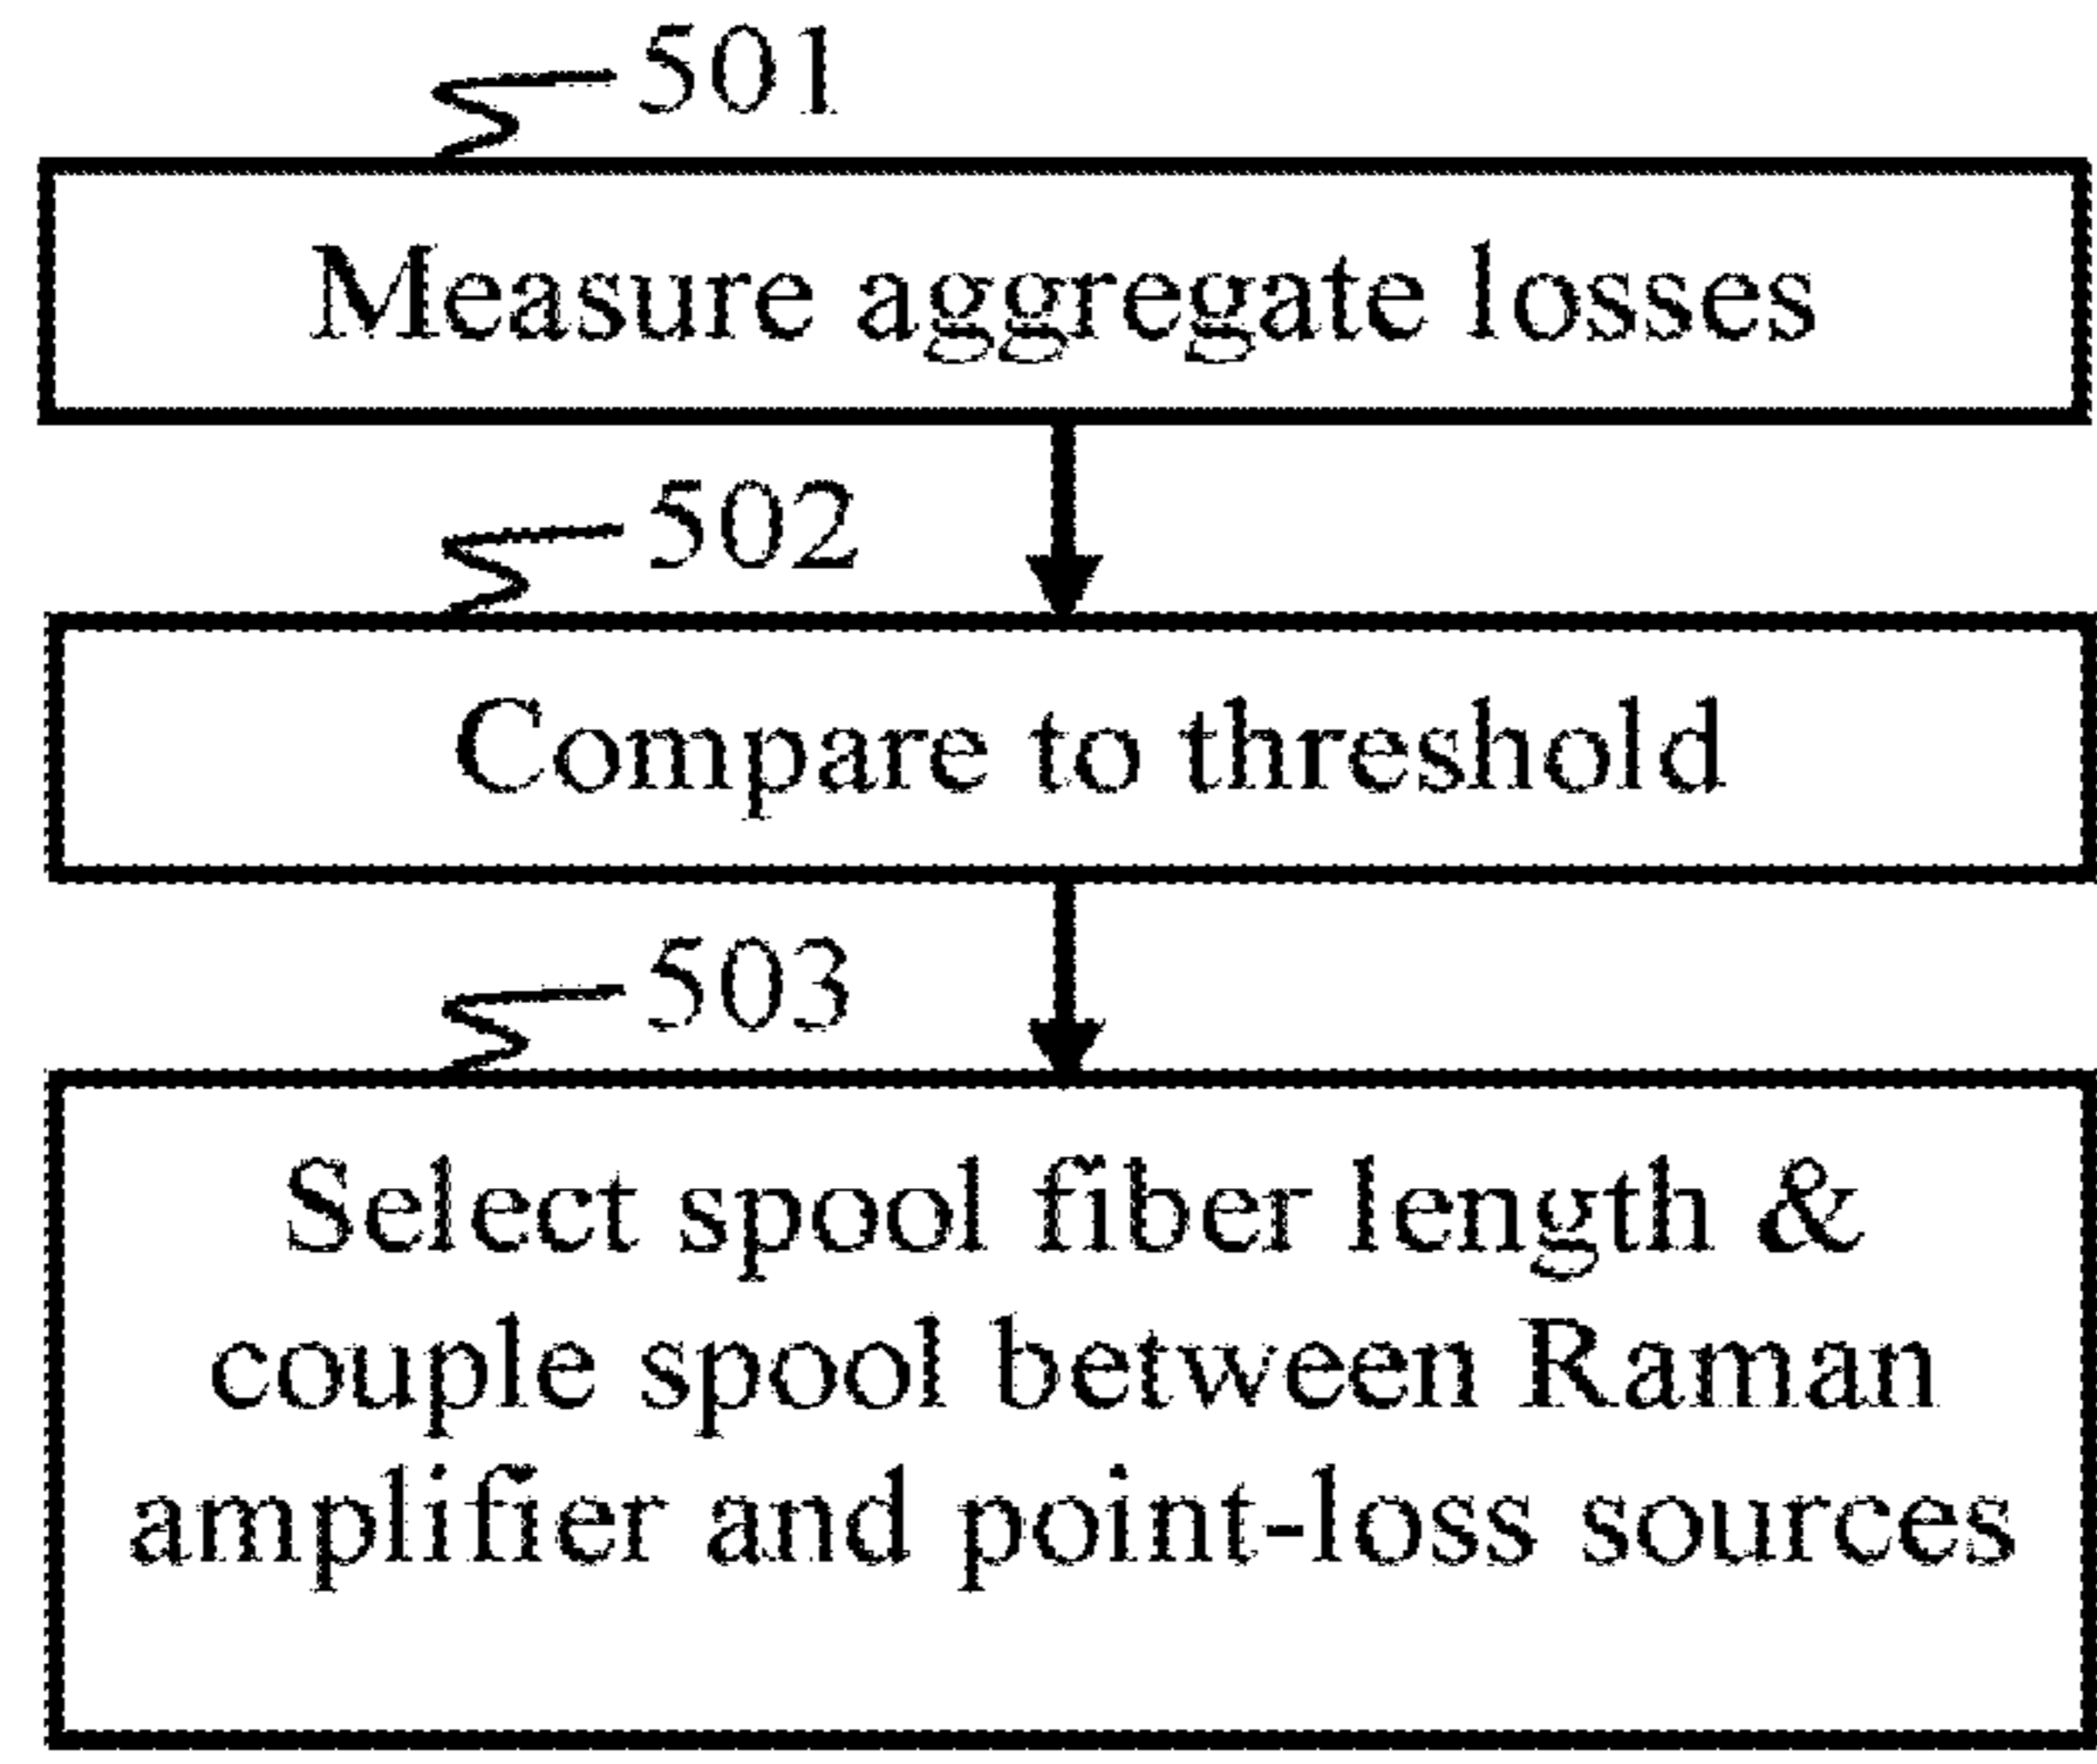 501
Measure aggregate losses
502
Compare to threshold
503
Select spool fiber length &
couple spool between Raman
amplifier and point-loss sources